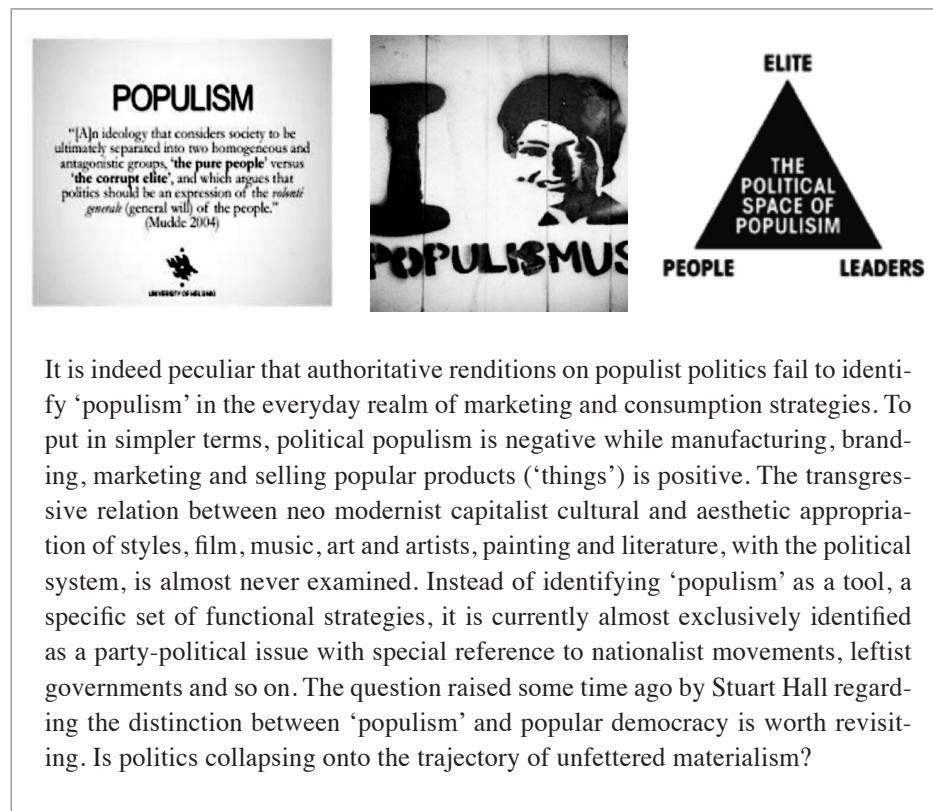 POPULISM
“[A]n ideology that considers society to be
ultimately separated into two homogeneous and
antagonistic groups, ‘the pure people’ versus
‘the corrupt elite’, and which argues that
politics should be an expression of the volonté
generale (general will) of the people.”
(Mudde 2004)
UNIVERSITY OF HELSINKI
I
POPULISMUS
ELITE
THE
POLITICAL
SPACE OF
POPULISIM
PEOPLE LEADERS
It is indeed peculiar that authoritative renditions on populist politics fail to identi-
fy ‘populism’ in the everyday realm of marketing and consumption strategies. To
put in simpler terms, political populism is negative while manufacturing, brand-
ing, marketing and selling popular products (‘things’) is positive. The transgres-
sive relation between neo modernist capitalist cultural and aesthetic appropria-
tion of styles, film, music, art and artists, painting and literature, with the political
system, is almost never examined. Instead of identifying ‘populism’ as a tool, a
specific set of functional strategies, it is currently almost exclusively identified
as a party-political issue with special reference to nationalist movements, leftist
governments and so on. The question raised some time ago by Stuart Hall regard-
ing the distinction between ‘populism’ and popular democracy is worth revisit-
ing. Is politics collapsing onto the trajectory of unfettered materialism?